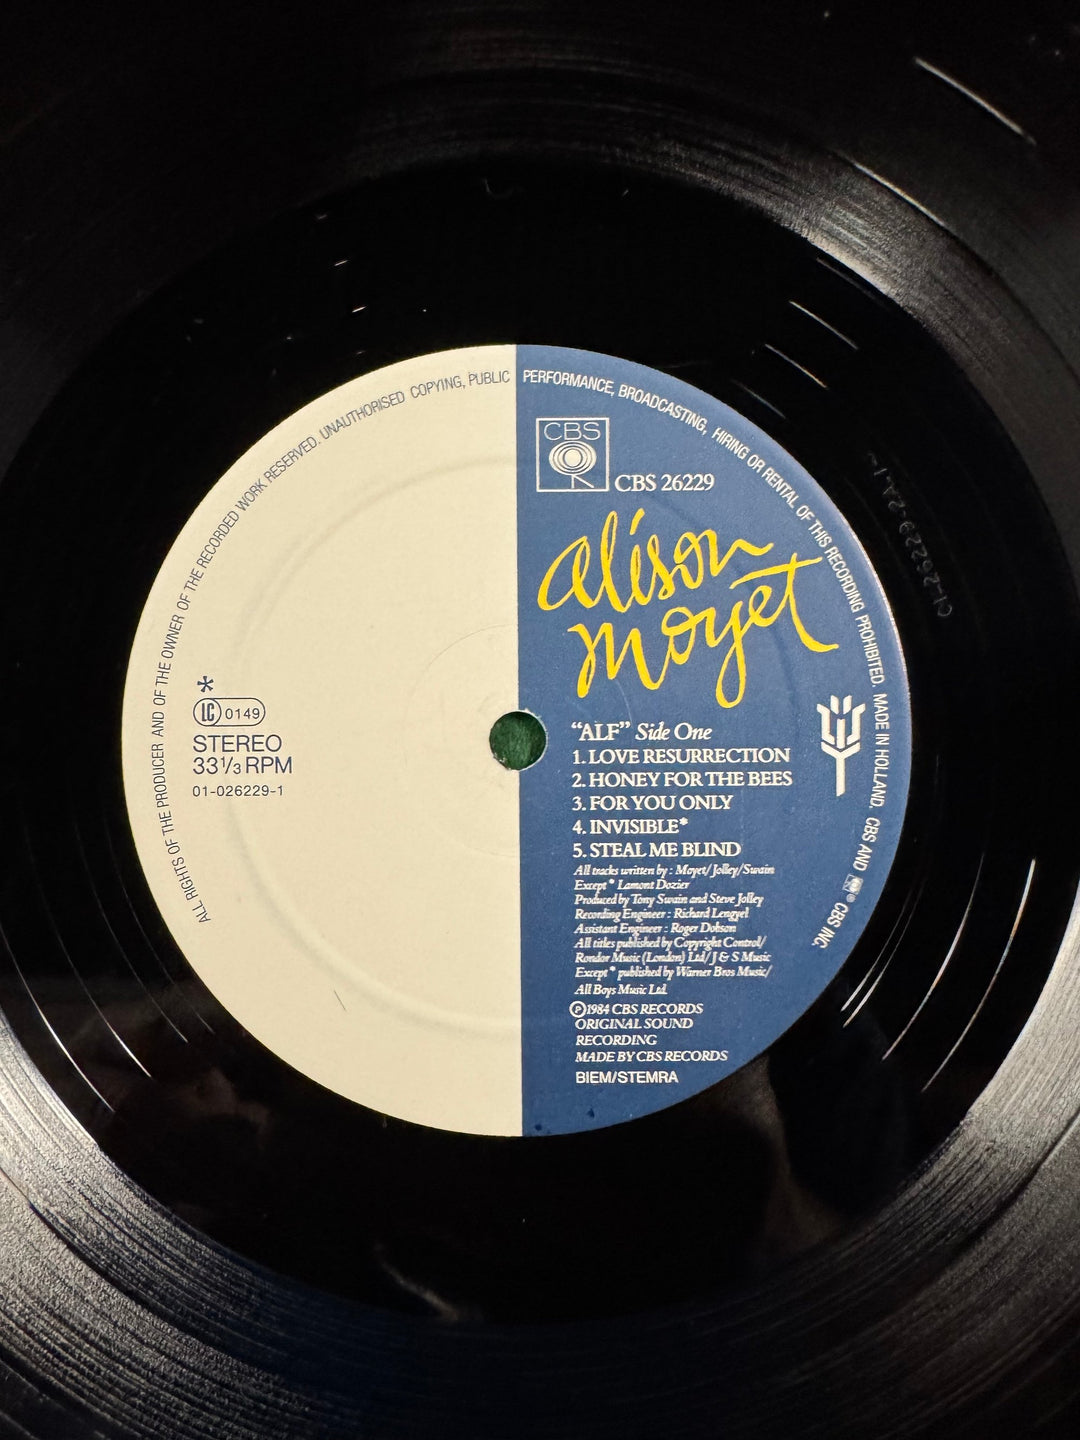 ALL RIGHTS OF THE PRODUCER AND OF THE OWNER OF THE RECORDED WORK RESERVED. UNAUTHORISED COPYING, PUBLIC PERFORMANCE, BROADCASTING, HIRING OR RENTAL OF THIS RECORDING PROHIBITED. MADE IN HOLLAND. CBS AND ® CBS INC.
CBS
CBS 26229
alison
moyet
*
LC 0149
STEREO
33⅓ RPM
01-026229-1
“ALF” Side One
1. LOVE RESURRECTION
2. HONEY FOR THE BEES
3. FOR YOU ONLY
4. INVISIBLE*
5. STEAL ME BLIND
All tracks written by : Moyet/Jolley/Swain
Except * Lamont Dozier
Produced by Tony Swain and Steve Jolley
Recording Engineer : Richard Lengyel
Assistant Engineer : Roger Dobson
All titles published by Copyright Control/
Rondor Music (London) Ltd/J & S Music
Except * published by Warner Bros Music/
All Boys Music Ltd.
Ⓟ1984 CBS RECORDS
ORIGINAL SOUND
RECORDING
MADE BY CBS RECORDS
BIEM/STEMRA